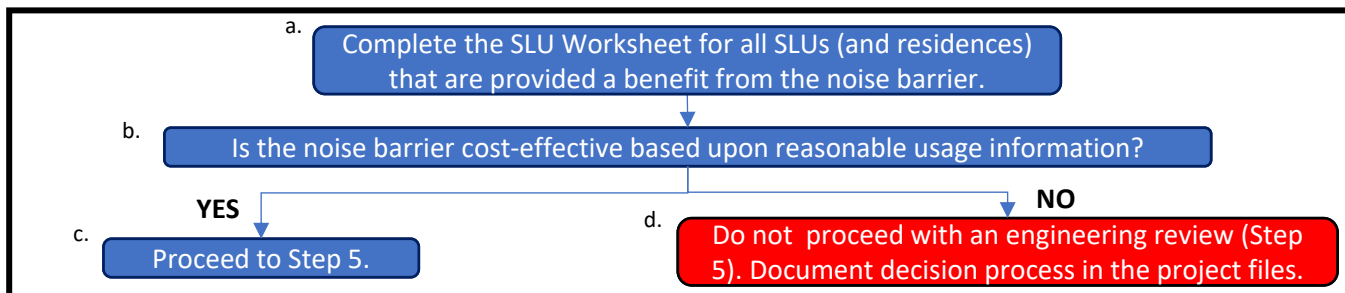 a.
Complete the SLU Worksheet for all SLUs (and residences)
that are provided a benefit from the noise barrier.
b.
Is the noise barrier cost-effective based upon reasonable usage information?
YES
NO
c.
Proceed to Step 5.
d.
Do not proceed with an engineering review (Step
5). Document decision process in the project files.